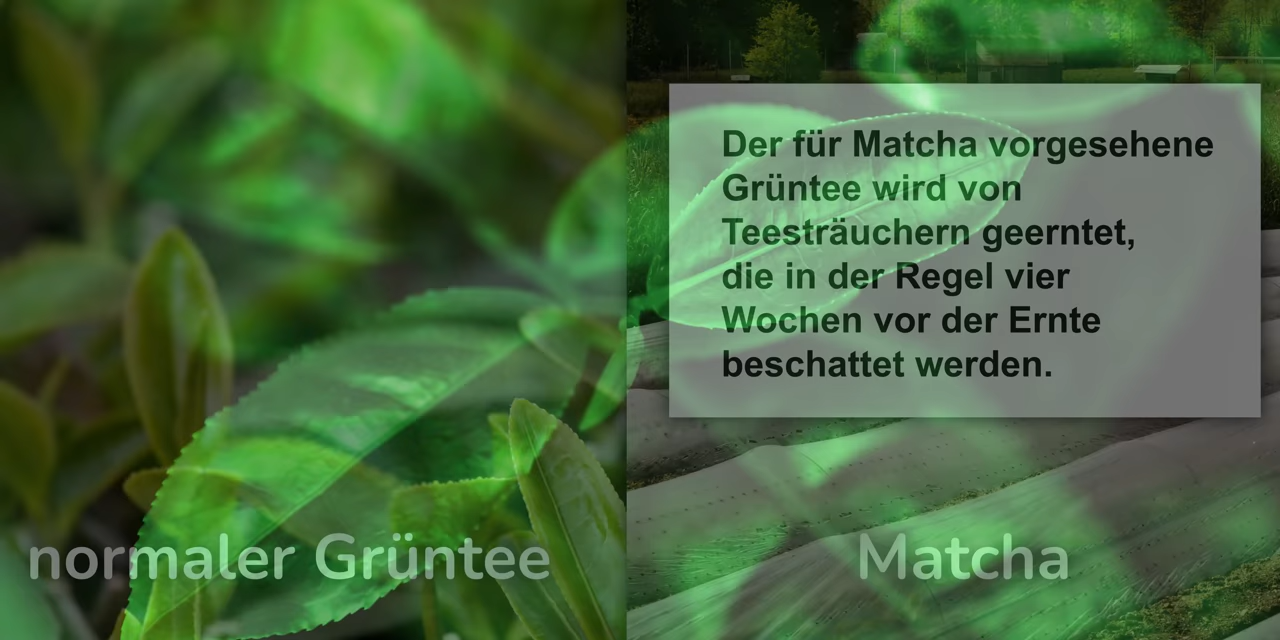 Der für Matcha vorgesehene
Grüntee wird von
Teesträuchern geerntet,
die in der Regel vier
Wochen vor der Ernte
beschattet werden.
normaler Grüntee
Matcha